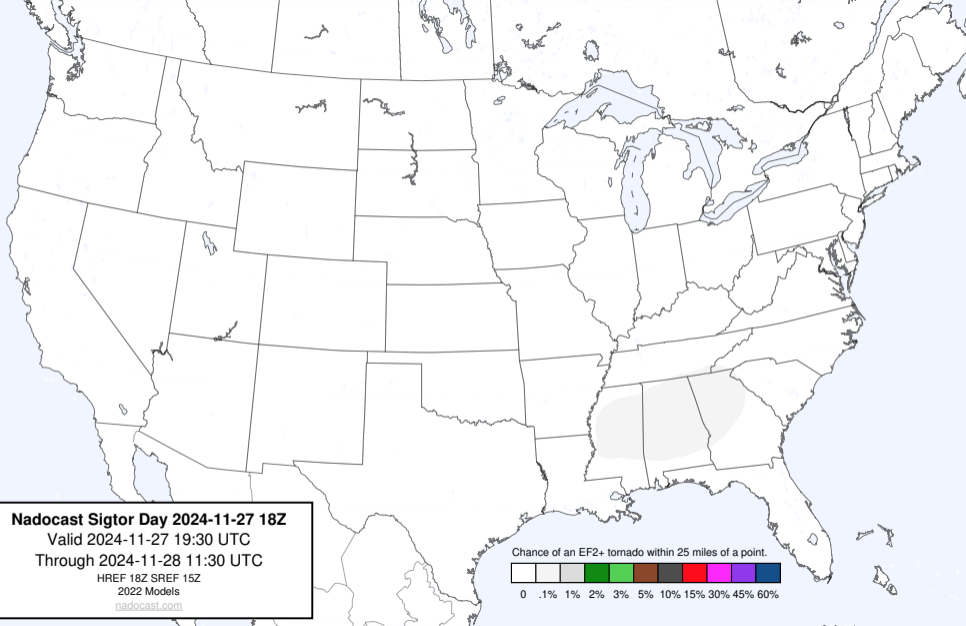 Nadocast Sigtor Day 2024-11-27 18Z
Valid 2024-11-27 19:30 UTC
Through 2024-11-28 11:30 UTC
HREF 18Z SREF 15Z
2022 Models
nadocast.com
Chance of an EF2+ tornado within 25 miles of a point.
0 .1% 1% 2% 3% 5% 10% 15% 30% 45% 60%